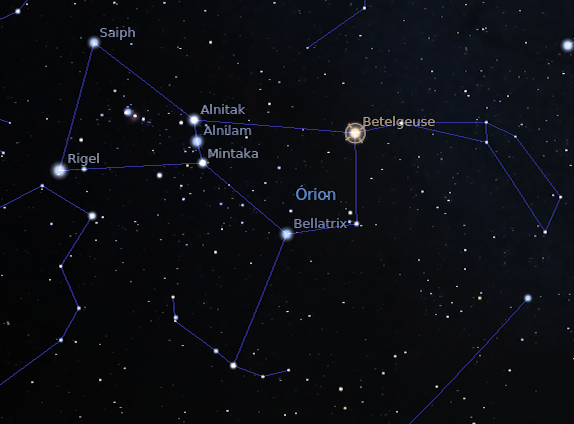 Saiph
Alnitak
Betelgeuse
Alnilam
Mintaka
Rigel
Órion
Bellatrix